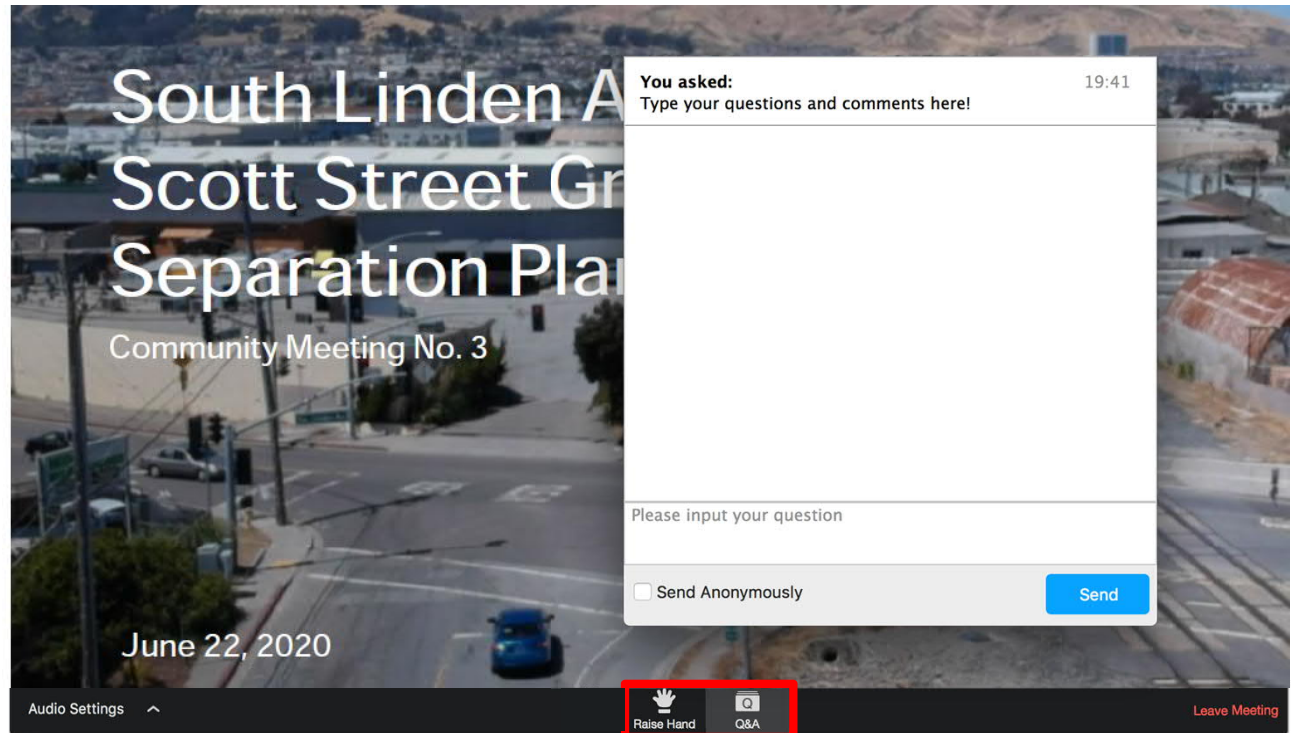 South Linden A
Scott Street Gr
Separation Pla
Community Meeting No. 3
June 22, 2020
You asked:
19:41
Type your questions and comments here!
Please input your question
Send Anonymously
Send
Audio Settings
Raise Hand
Q
Q&A
Leave Meeting